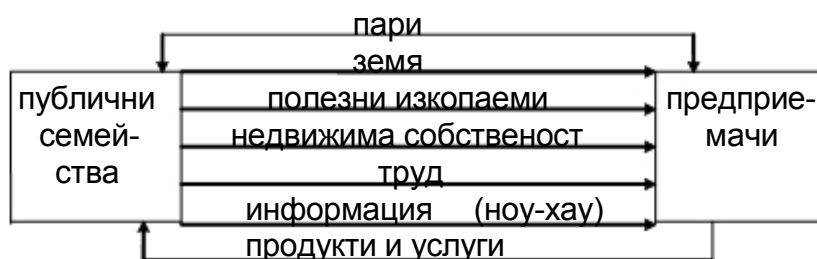 пари
земя
публични
семей-
ства
полезни изкопаеми
недвижима собственост
труд
информация (ноу-хау)
продукти и услуги
предприе-
мачи